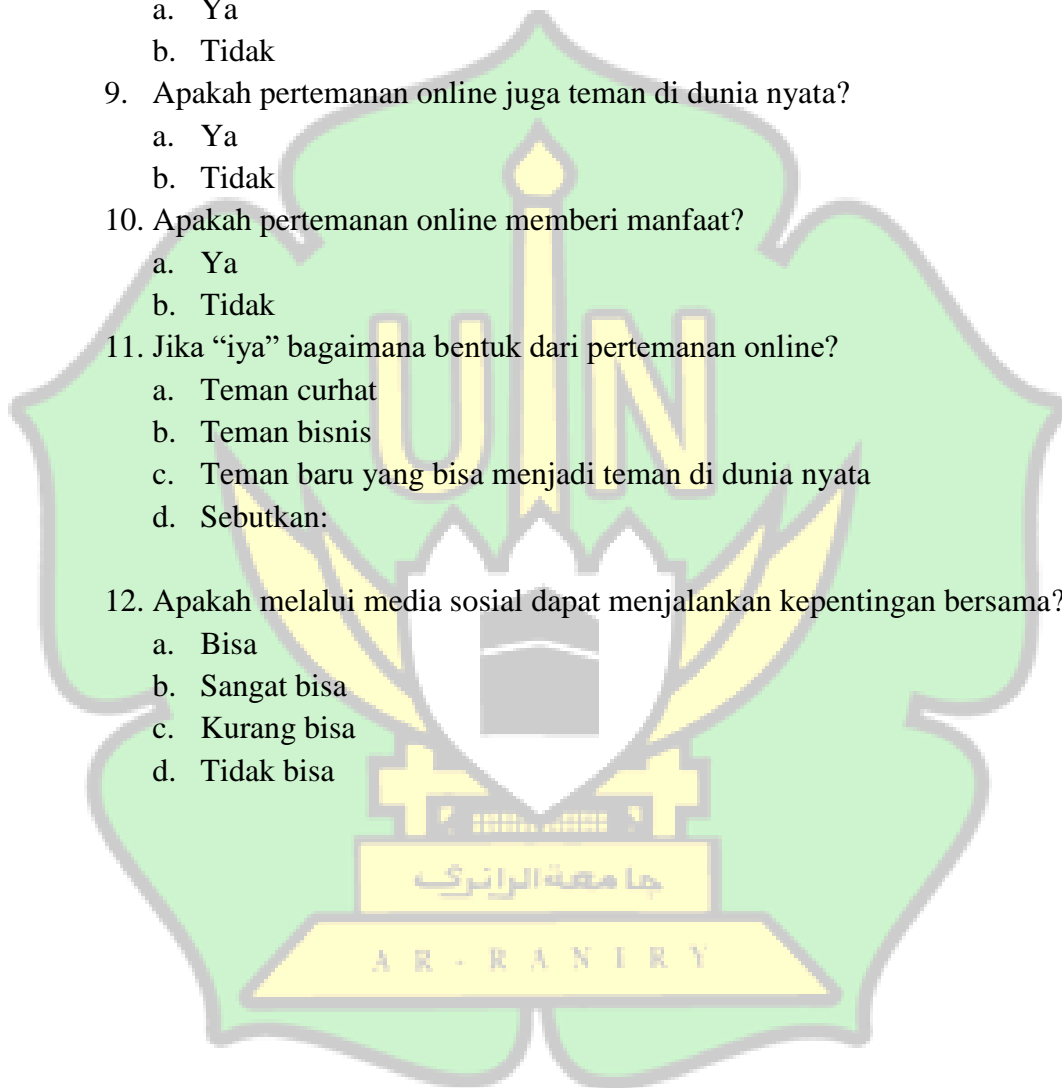 a. Ya
b. Tidak
9. Apakah pertemanan online juga teman di dunia nyata?
a. Ya
b. Tidak
10. Apakah pertemanan online memberi manfaat?
a. Ya
b. Tidak
11. Jika “iya” bagaimana bentuk dari pertemanan online?
a. Teman curhat
b. Teman bisnis
c. Teman baru yang bisa menjadi teman di dunia nyata
d. Sebutkan:
12. Apakah melalui media sosial dapat menjalankan kepentingan bersama?
a. Bisa
b. Sangat bisa
c. Kurang bisa
d. Tidak bisa
UIN
جامعة الرانري
AR-RANIRY